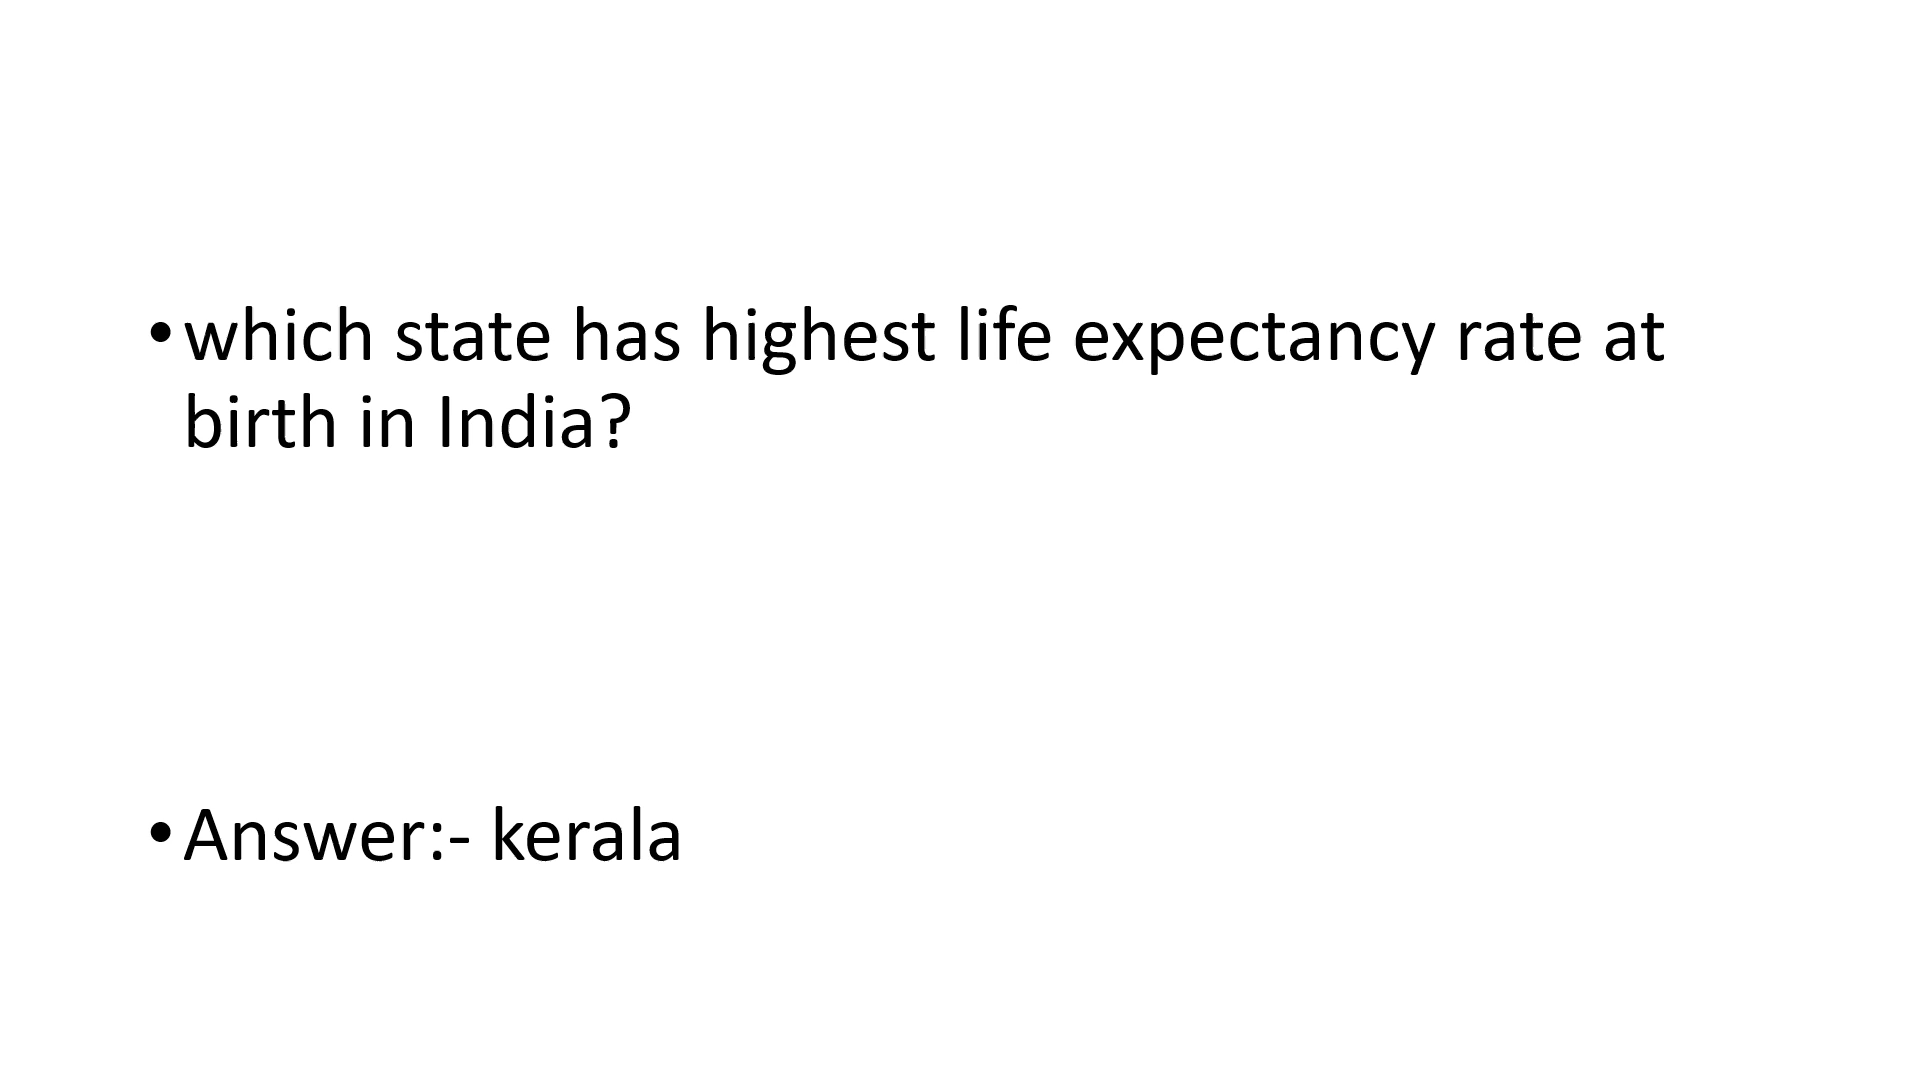 • which state has highest life expectancy rate at
birth in India?
• Answer:- kerala